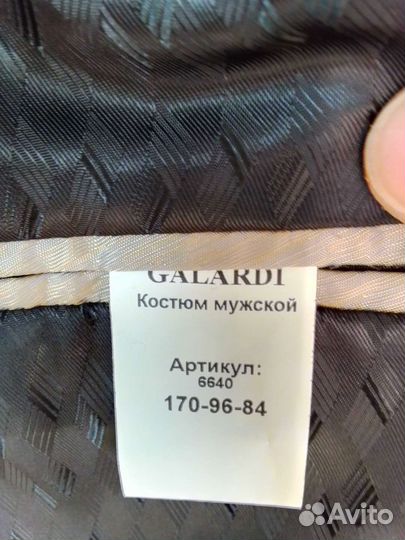 GALARDI
Костюм мужской
Артикул:
6640
170-96-84
Avito